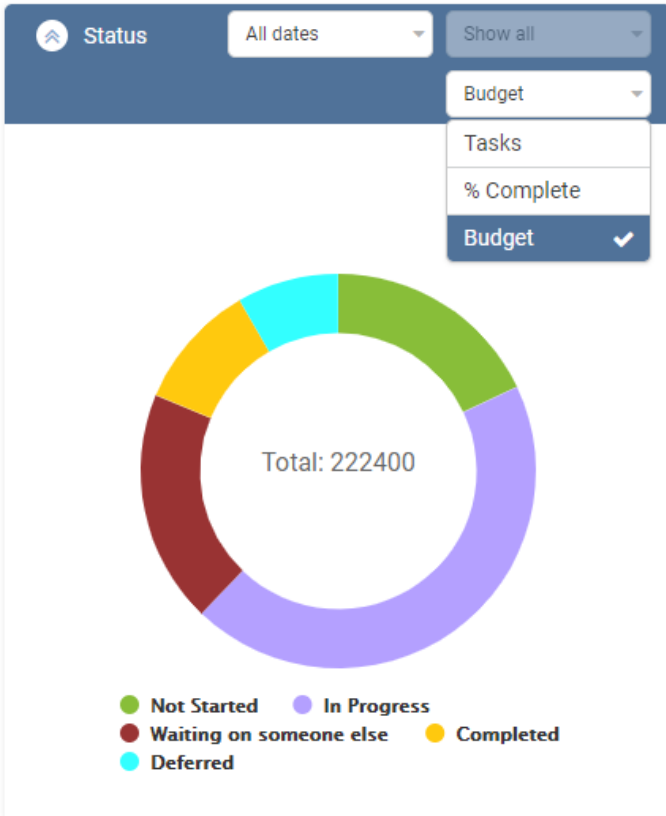 Status
All dates
Show all
Budget
Tasks
% Complete
Budget
Total: 222400
Not Started
In Progress
Waiting on someone else
Completed
Deferred